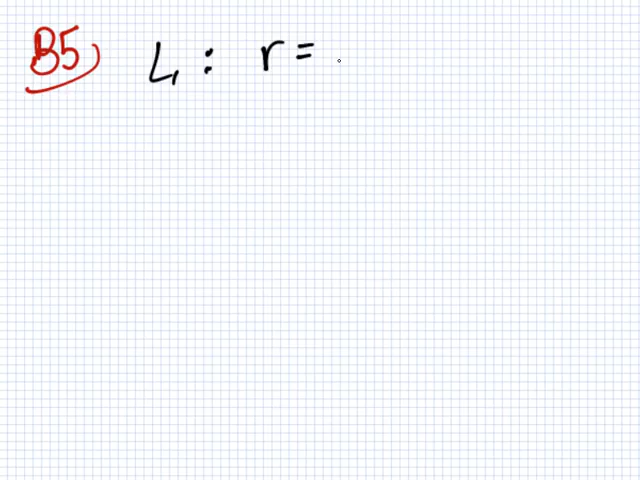 B5) L₁ : r =